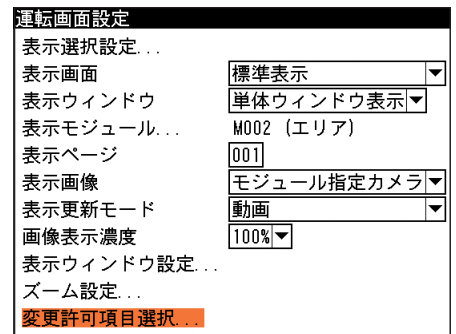 運転画面設定
表示選択設定...
表示画面 標準表示
表示ウィンドウ 単体ウィンドウ表示
表示モジュール... M002 (エリア)
表示ページ 001
表示画像 モジュール指定カメラ
表示更新モード 動画
画像表示濃度 100%
表示ウィンドウ設定...
ズーム設定...
変更許可項目選択...